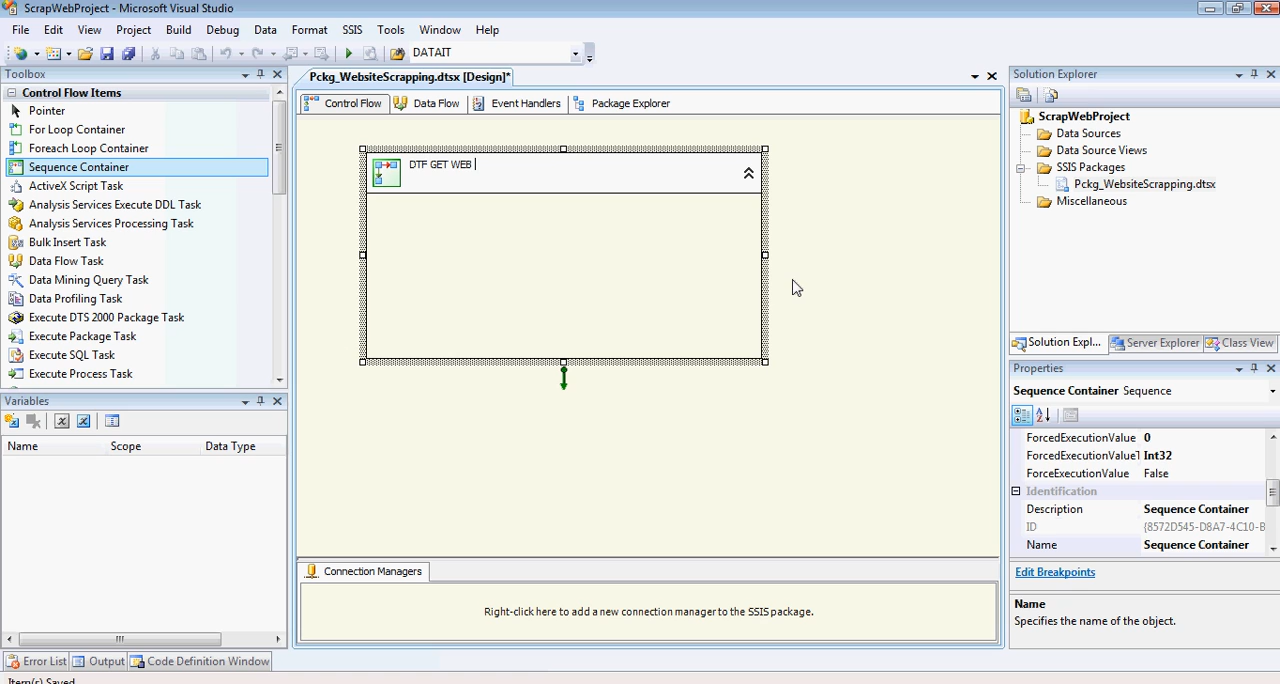 ScrapWebProject - Microsoft Visual Studio
File Edit View Project Build Debug Data Format SSIS Tools Window Help
DATAIT
Toolbox
Control Flow Items
Pointer
For Loop Container
Foreach Loop Container
Sequence Container
ActiveX Script Task
Analysis Services Execute DDL Task
Analysis Services Processing Task
Bulk Insert Task
Data Flow Task
Data Mining Query Task
Data Profiling Task
Execute DTS 2000 Package Task
Execute Package Task
Execute SQL Task
Execute Process Task
Variables
Name Scope Data Type
Pckg_WebsiteScrapping.dtsx [Design]*
Control Flow Data Flow Event Handlers Package Explorer
DTF GET WEB
Connection Managers
Right-click here to add a new connection manager to the SSIS package.
Solution Explorer
ScrapWebProject
Data Sources
Data Source Views
SSIS Packages
Pckg_WebsiteScrapping.dtsx
Miscellaneous
Solution Expl... Server Explorer Class View
Properties
Sequence Container Sequence
ForcedExecutionValue 0
ForcedExecutionValueT Int32
ForceExecutionValue False
Identification
Description Sequence Container
ID {8572D545-D8A7-4C10-B
Name Sequence Container
Edit Breakpoints
Name
Specifies the name of the object.
Error List Output Code Definition Window
Item(s) Saved